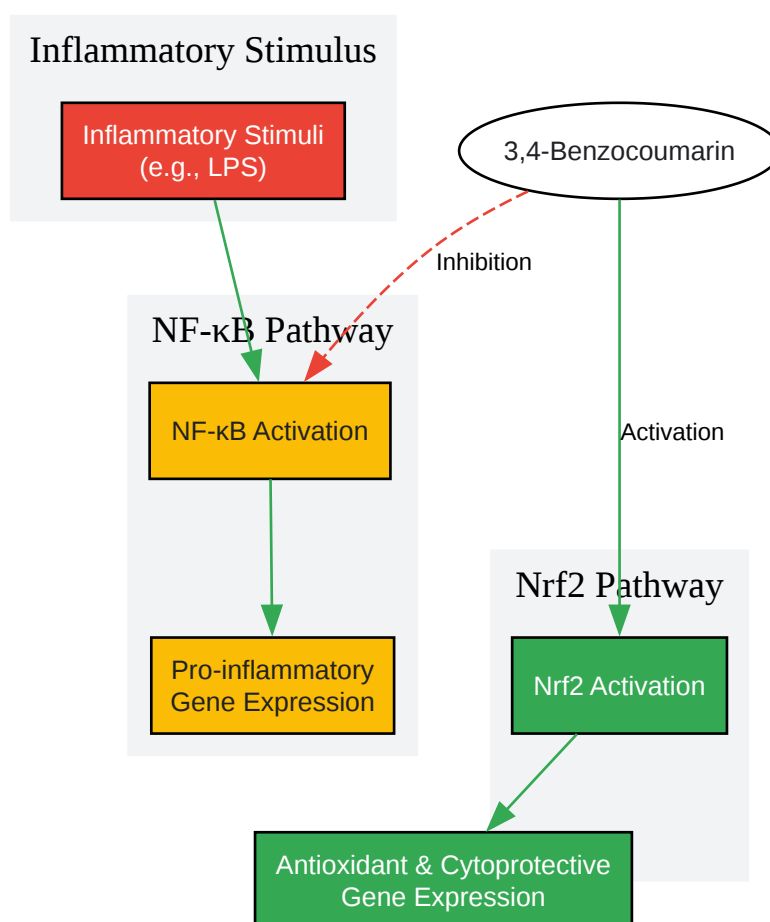 Inflammatory Stimulus
Inflammatory Stimuli
(e.g., LPS)
3,4-Benzocoumarin
Inhibition
NF-κB Pathway
NF-κB Activation
Activation
Nrf2 Pathway
Pro-inflammatory
Gene Expression
Nrf2 Activation
Antioxidant & Cytoprotective
Gene Expression